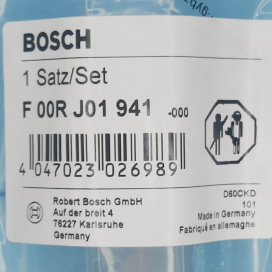 BOSCH
1 Satz/Set
F 00R J01 941 -000
4 047023 026989
D60CKD
101
Robert Bosch GmbH
Auf der breit 4
76227 Karlsruhe
Germany
Made in Germany
Fabriqué en allemagne